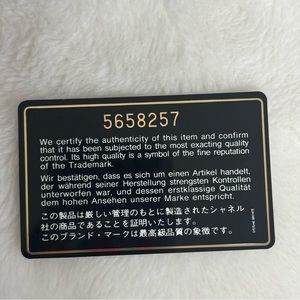 5658257
We certify the authenticity of this item and confirm
that it has been subjected to the most exacting quality
control. Its high quality is a symbol of the fine reputation
of the Trademark.
Wir bestätigen, dass es sich um einen Artikel handelt,
der während seiner Herstellung strengsten Kontrollen
unterworfen war, und dessen erstklassige Qualität
dem hohen Ansehen unserer Marke entspricht.
この製品は厳しい管理のもとに製造されたシャネル
社の商品であることを証明いたします。
このブランド・マークは最高級品質の象徴です。